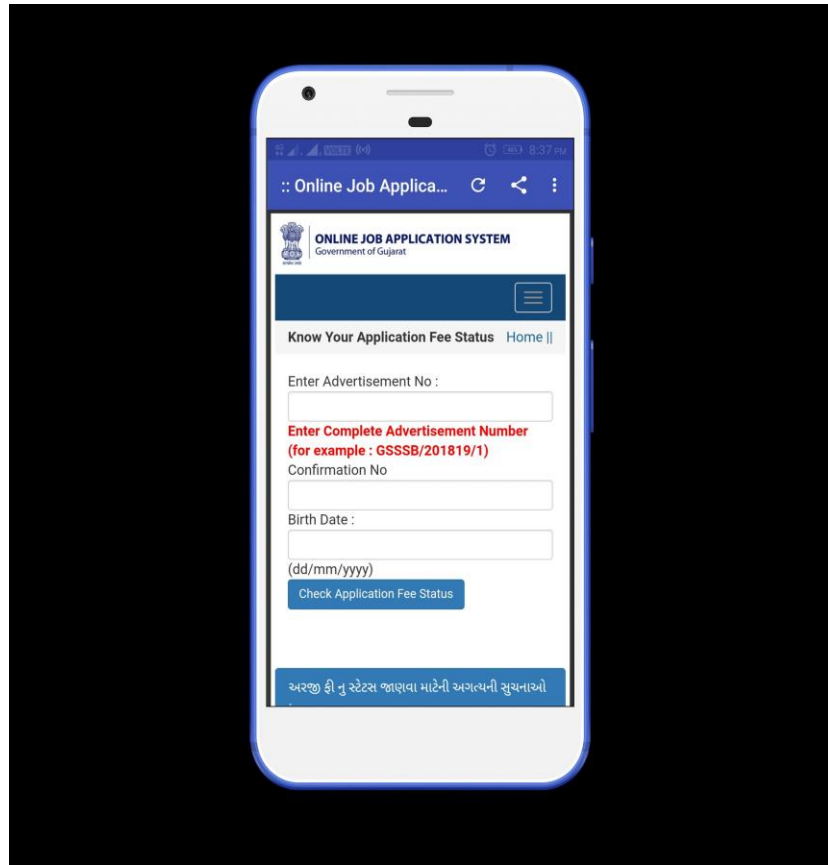 8:37 PM
:: Online Job Applica...
ONLINE JOB APPLICATION SYSTEM
Government of Gujarat
Know Your Application Fee Status Home ||
Enter Advertisement No :
Enter Complete Advertisement Number
(for example : GSSSB/201819/1)
Confirmation No
Birth Date :
(dd/mm/yyyy)
Check Application Fee Status
અરજી ફી નુ સ્ટેટસ જાણવા માટેની અગત્યની સુચનાઓ
: